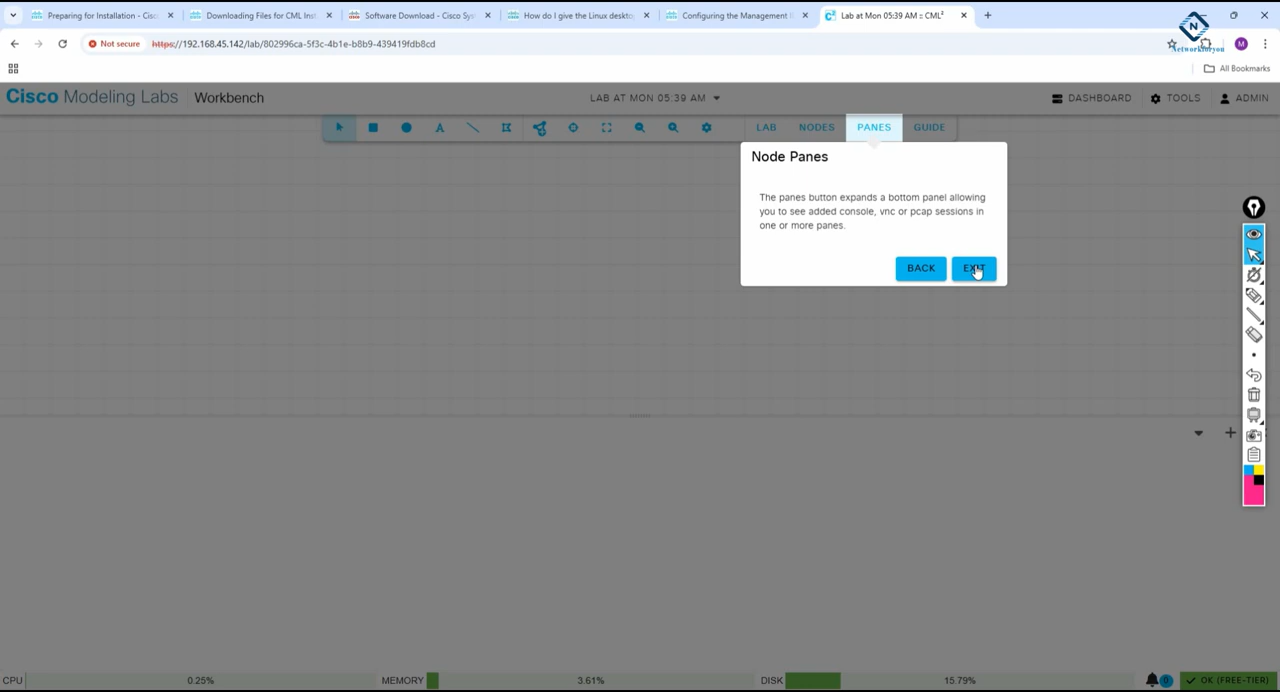 Preparing for Installation - Cisc
Downloading Files for CML Inst
Software Download - Cisco Sys
How do I give the Linux deskto
Configuring the Management I
Lab at Mon 05:39 AM :: CML²
Not secure
https://192.168.45.142/lab/802996ca-5f3c-4b1e-b8b9-439419fdb8cd
N
Networkforyou
M
All Bookmarks
Cisco Modeling Labs
Workbench
LAB AT MON 05:39 AM
DASHBOARD
TOOLS
ADMIN
A
LAB
NODES
PANES
GUIDE
Node Panes
The panes button expands a bottom panel allowing
you to see added console, vnc or pcap sessions in
one or more panes.
BACK
EXIT
CPU
0.25%
MEMORY
3.61%
DISK
15.79%
0
OK (FREE-TIER)